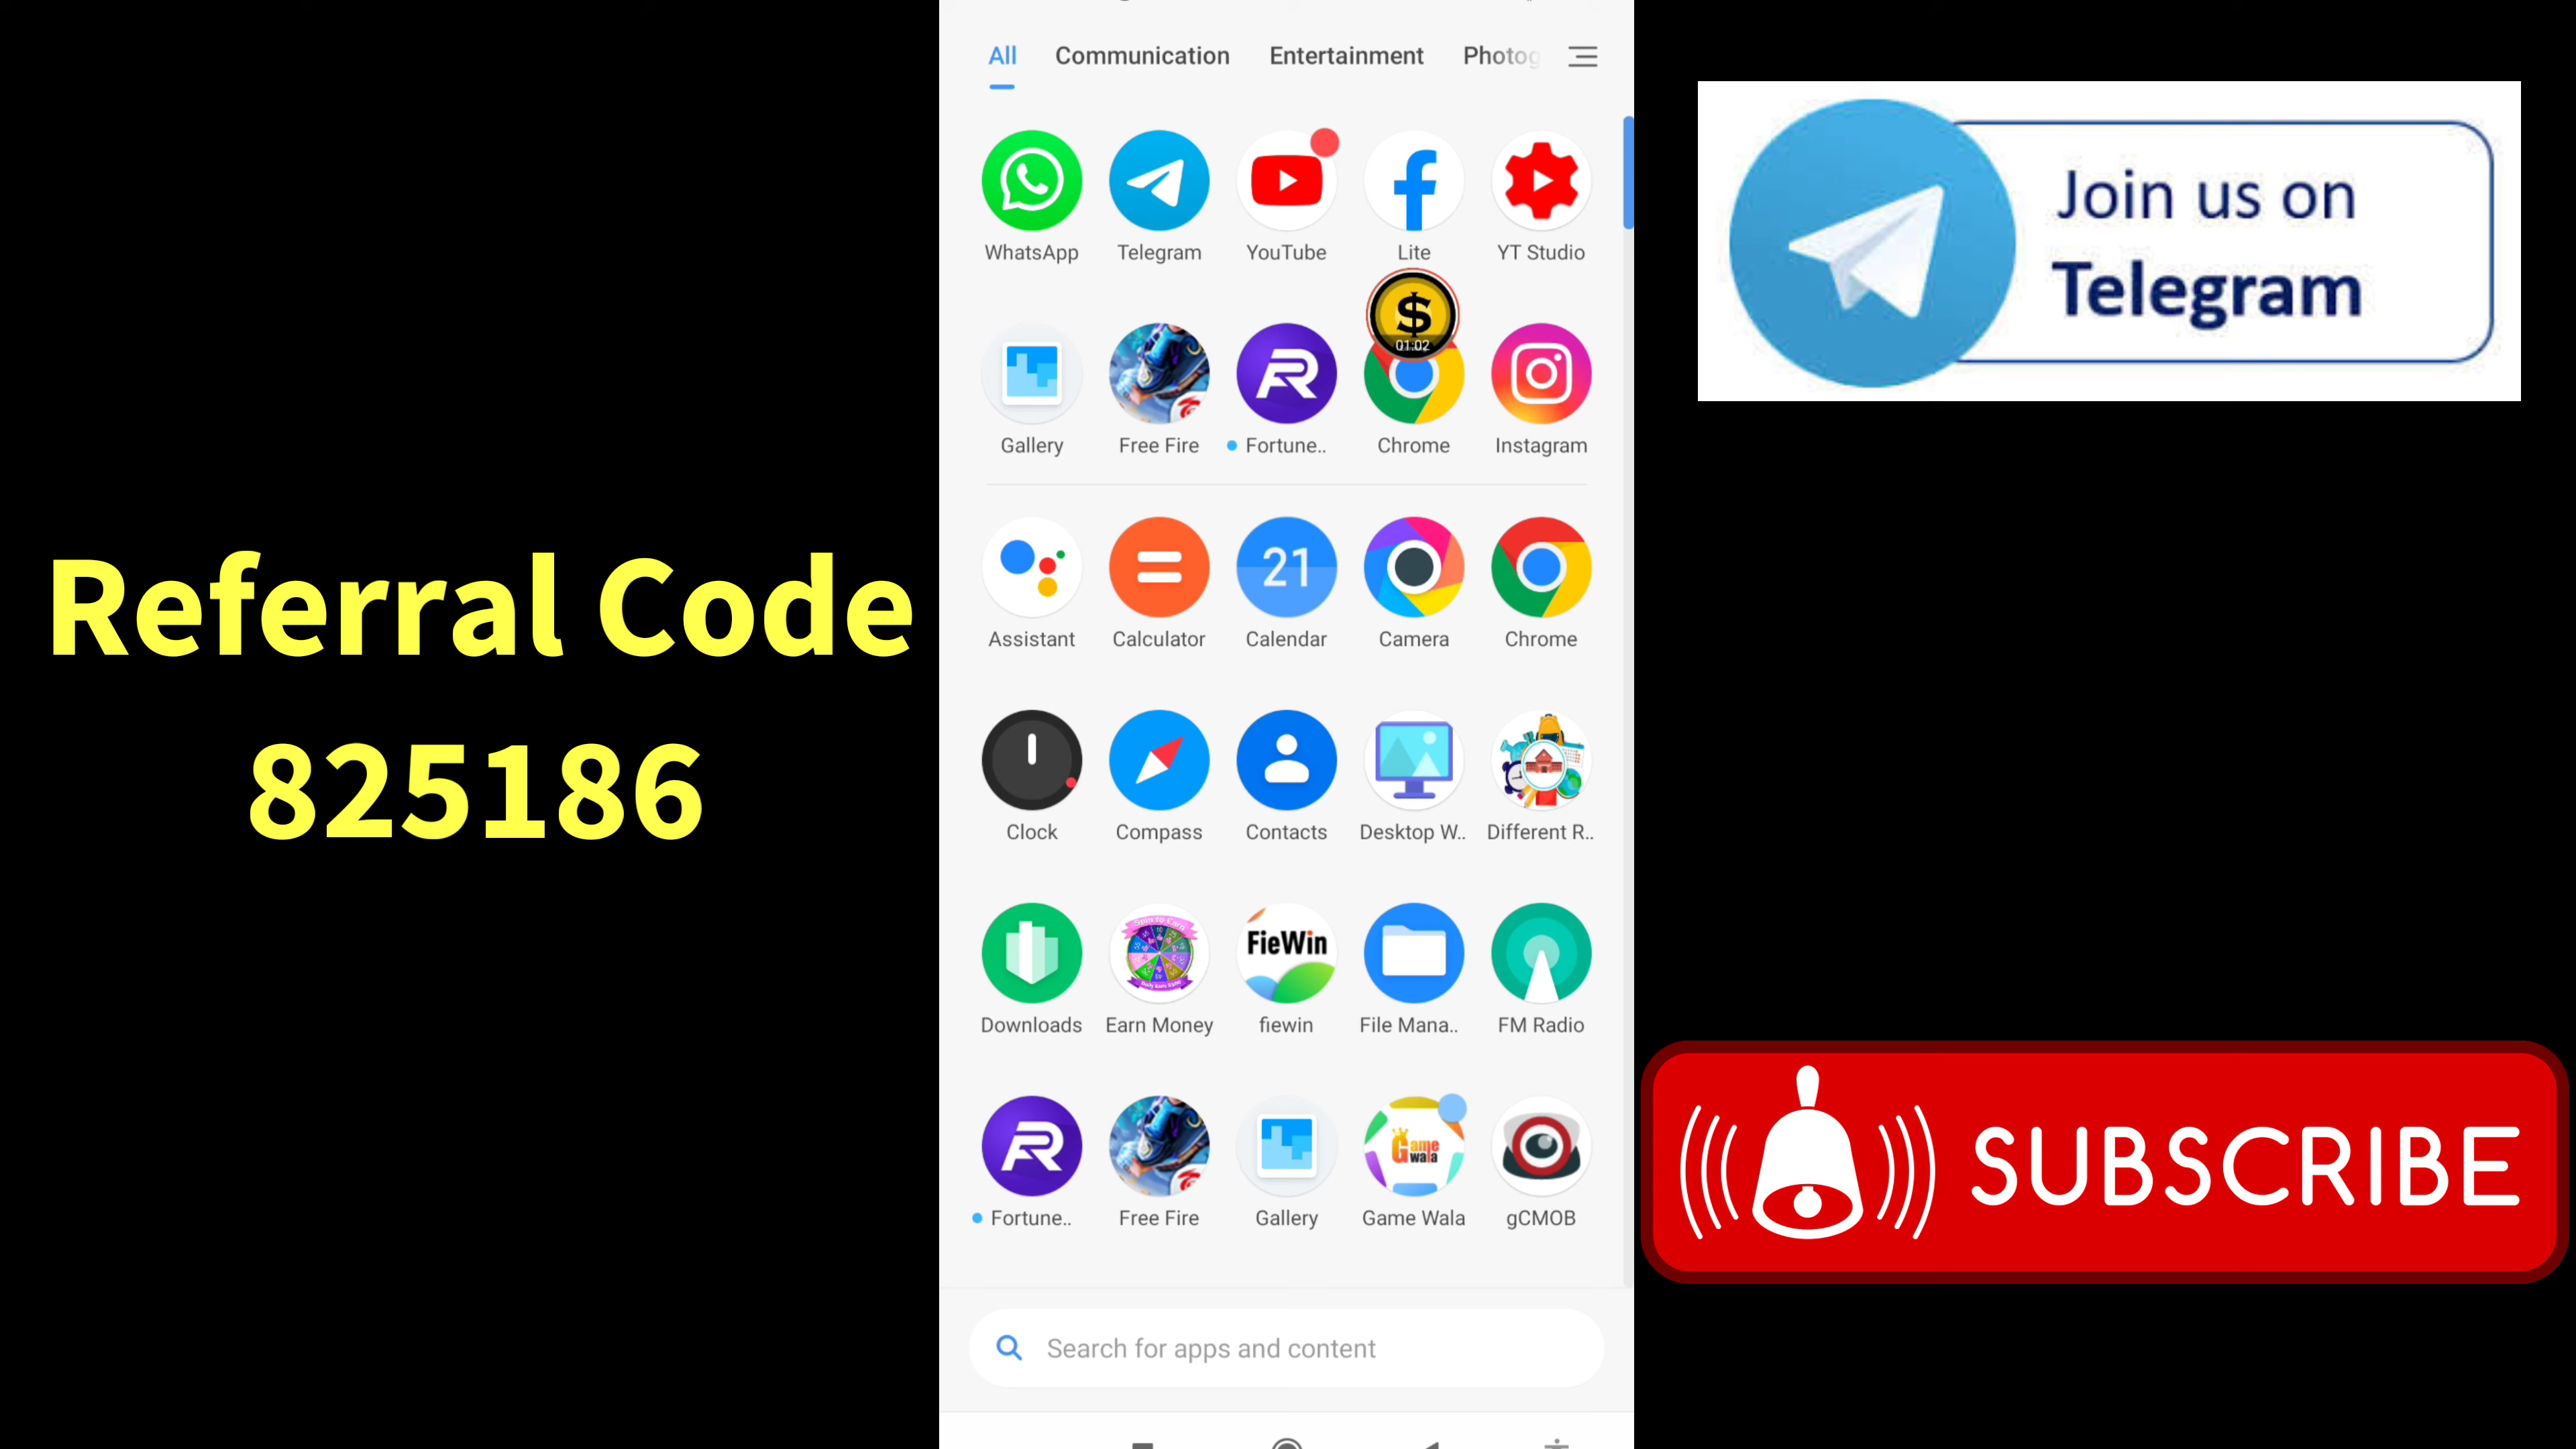 Referral Code
825186
All Communication Entertainment Photog
WhatsApp Telegram YouTube Lite YT Studio
$
01:02
Gallery Free Fire Fortune.. Chrome Instagram
21
Assistant Calculator Calendar Camera Chrome
Clock Compass Contacts Desktop W.. Different R..
Spin to Earn
FieWin
Downloads Earn Money fiewin File Mana.. FM Radio
Game
wala
Fortune.. Free Fire Gallery Game Wala gCMOB
Search for apps and content
Join us on
Telegram
SUBSCRIBE